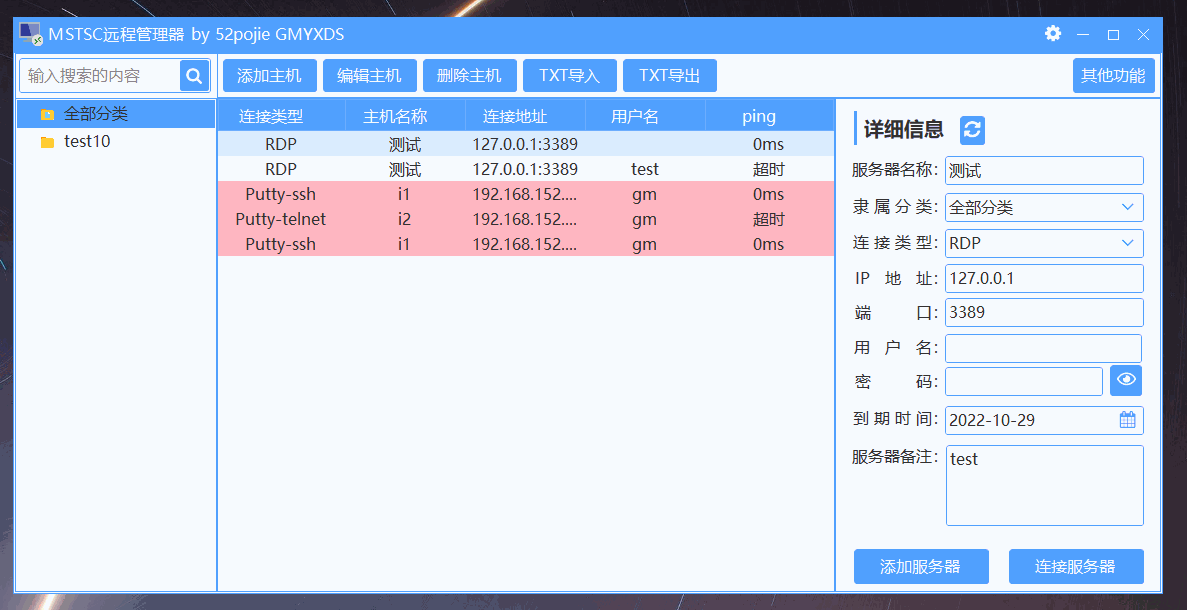 MSTSC远程管理器 by 52pojie GMYXDS
输入搜索的内容 添加主机 编辑主机 删除主机 TXT导入 TXT导出 其他功能
全部分类
test10
连接类型 主机名称 连接地址 用户名 ping
RDP 测试 127.0.0.1:3389 0ms
RDP 测试 127.0.0.1:3389 test 超时
Putty-ssh i1 192.168.152.... gm 0ms
Putty-telnet i2 192.168.152.... gm 超时
Putty-ssh i1 192.168.152.... gm 0ms
详细信息
服务器名称: 测试
隶属分类: 全部分类
连接类型: RDP
IP 地址: 127.0.0.1
端口: 3389
用户名:
密码:
到期时间: 2022-10-29
服务器备注: test
添加服务器 连接服务器